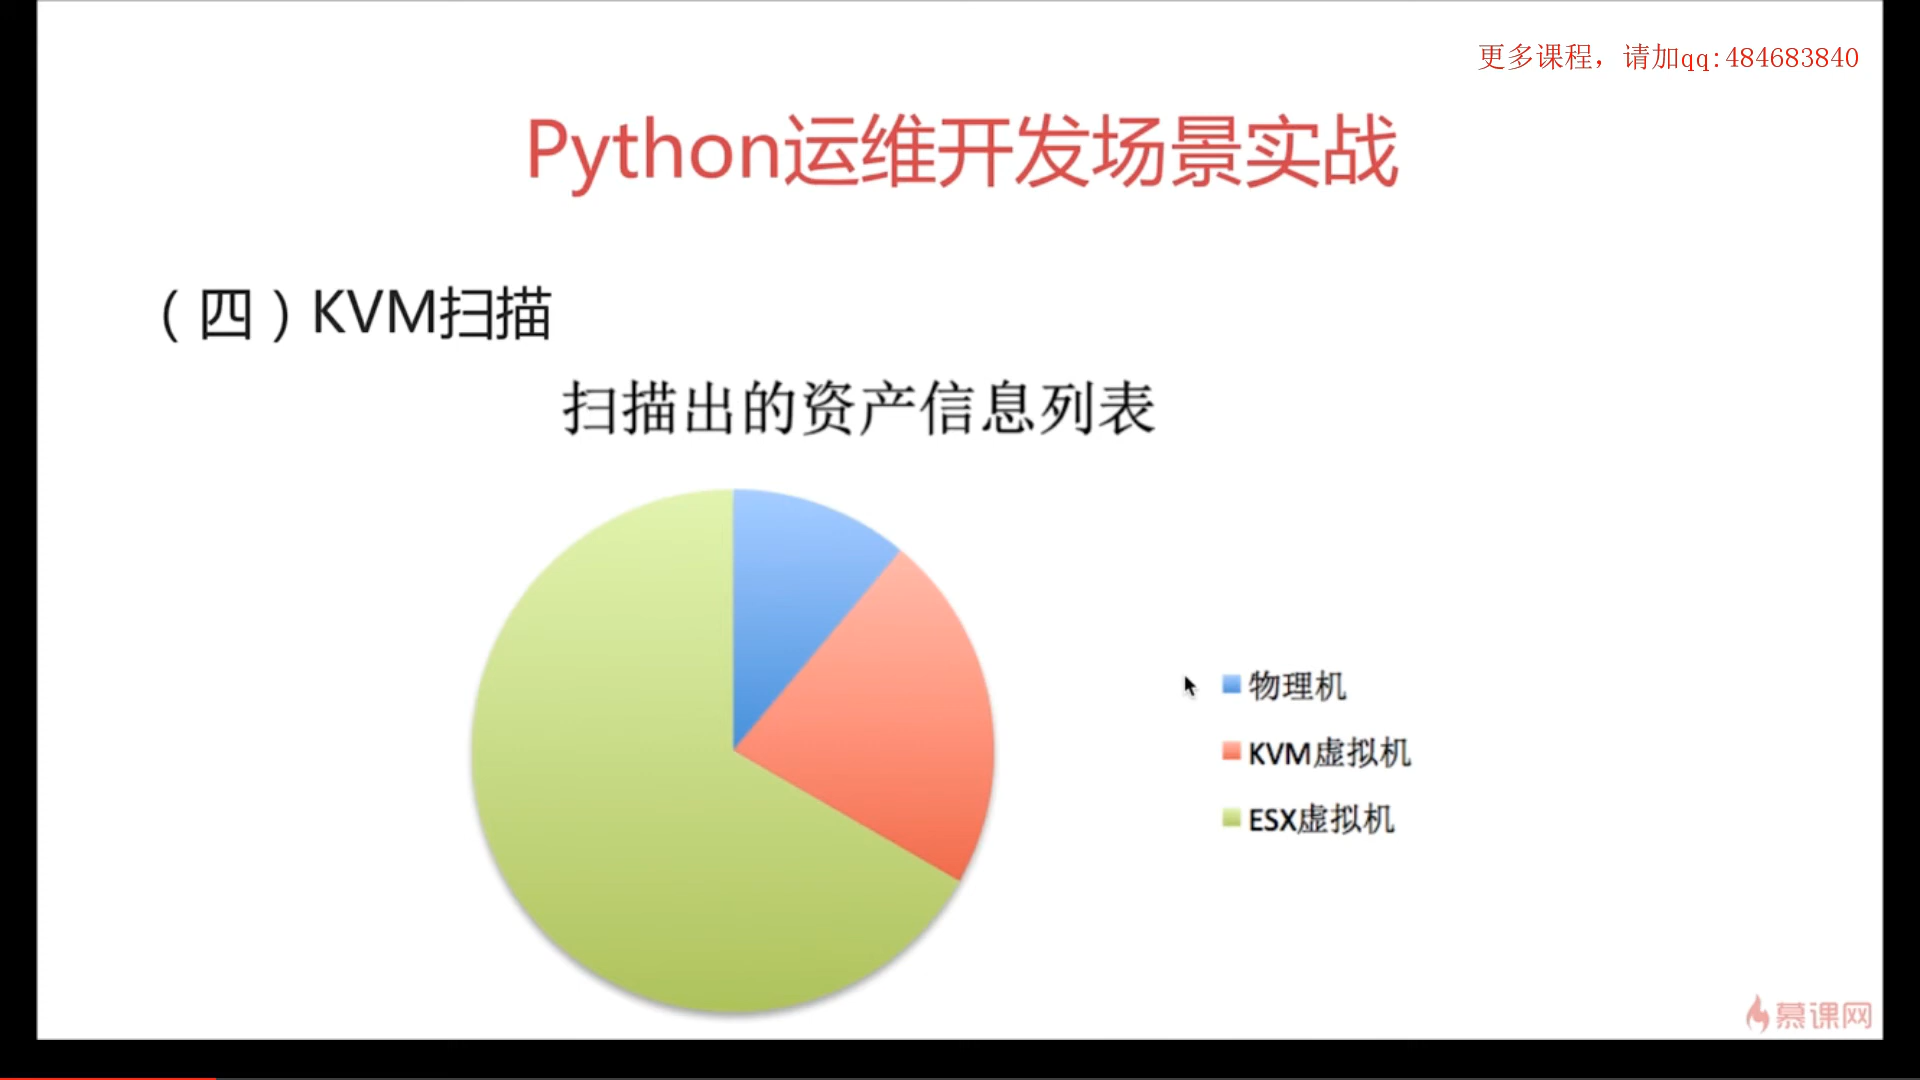 更多课程，请加qq:484683840
Python运维开发场景实战
（四）KVM扫描
扫描出的资产信息列表
物理机
KVM虚拟机
ESX虚拟机
慕课网